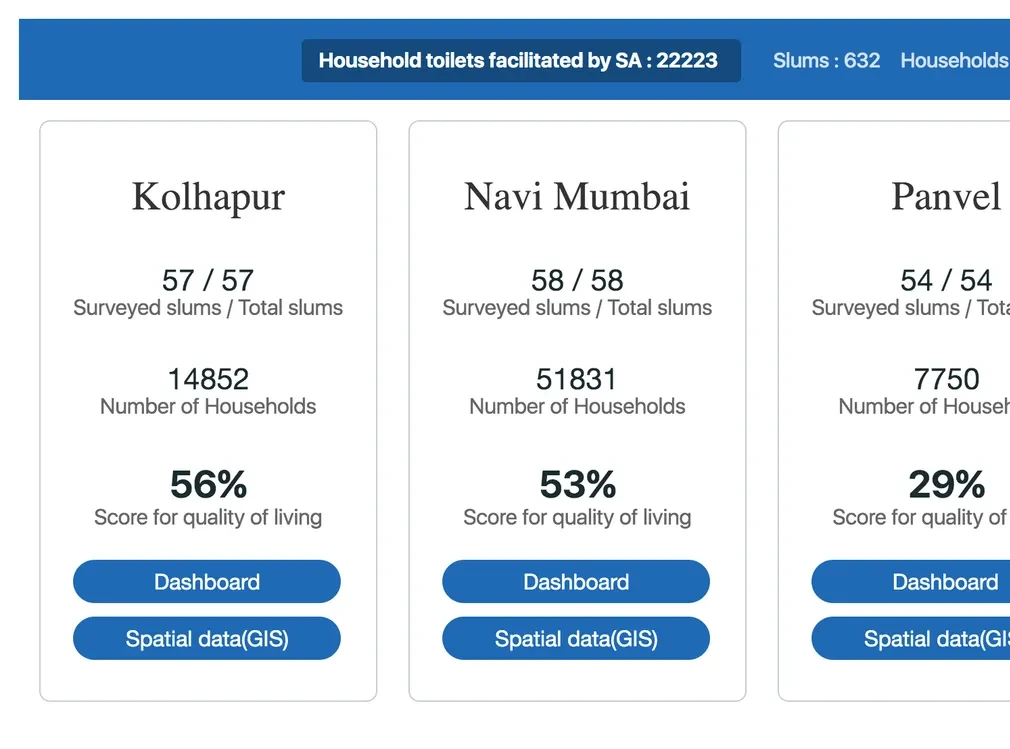 Household toilets facilitated by SA : 22223 Slums : 632 Households
Kolhapur
57 / 57
Surveyed slums / Total slums
14852
Number of Households
56%
Score for quality of living
Dashboard
Spatial data(GIS)
Navi Mumbai
58 / 58
Surveyed slums / Total slums
51831
Number of Households
53%
Score for quality of living
Dashboard
Spatial data(GIS)
Panvel
54 / 54
Surveyed slums /
7750
Number of
29%
Score for quality of
Dashboard
Spatial